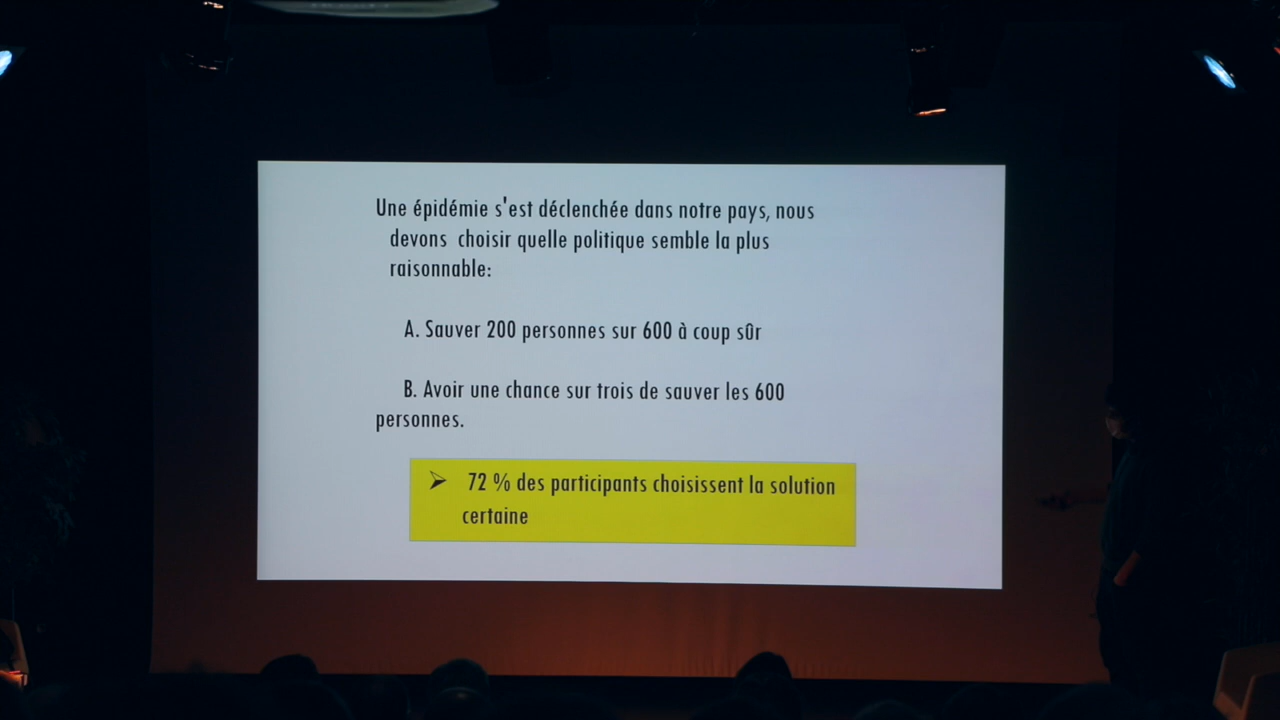 Une épidémie s'est déclenchée dans notre pays, nous
devons choisir quelle politique semble la plus
raisonnable:
A. Sauver 200 personnes sur 600 à coup sûr
B. Avoir une chance sur trois de sauver les 600
personnes.
72 % des participants choisissent la solution
certaine